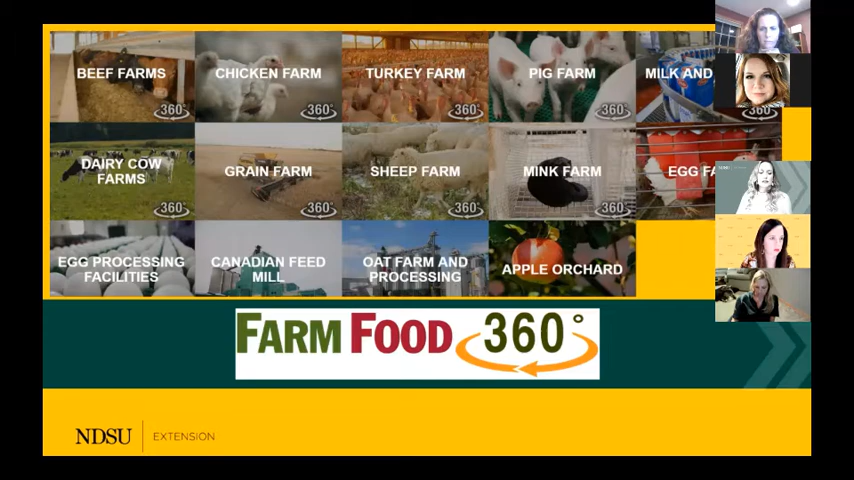 BEEF FARMS
CHICKEN FARM
TURKEY FARM
PIG FARM
MILK AND
360°
360°
360°
360°
360°
DAIRY COW
FARMS
GRAIN FARM
SHEEP FARM
MINK FARM
EGG FA
360°
360°
360°
360°
EGG PROCESSING
FACILITIES
CANADIAN FEED
MILL
OAT FARM AND
PROCESSING
APPLE ORCHARD
FARM FOOD 360°
NDSU EXTENSION